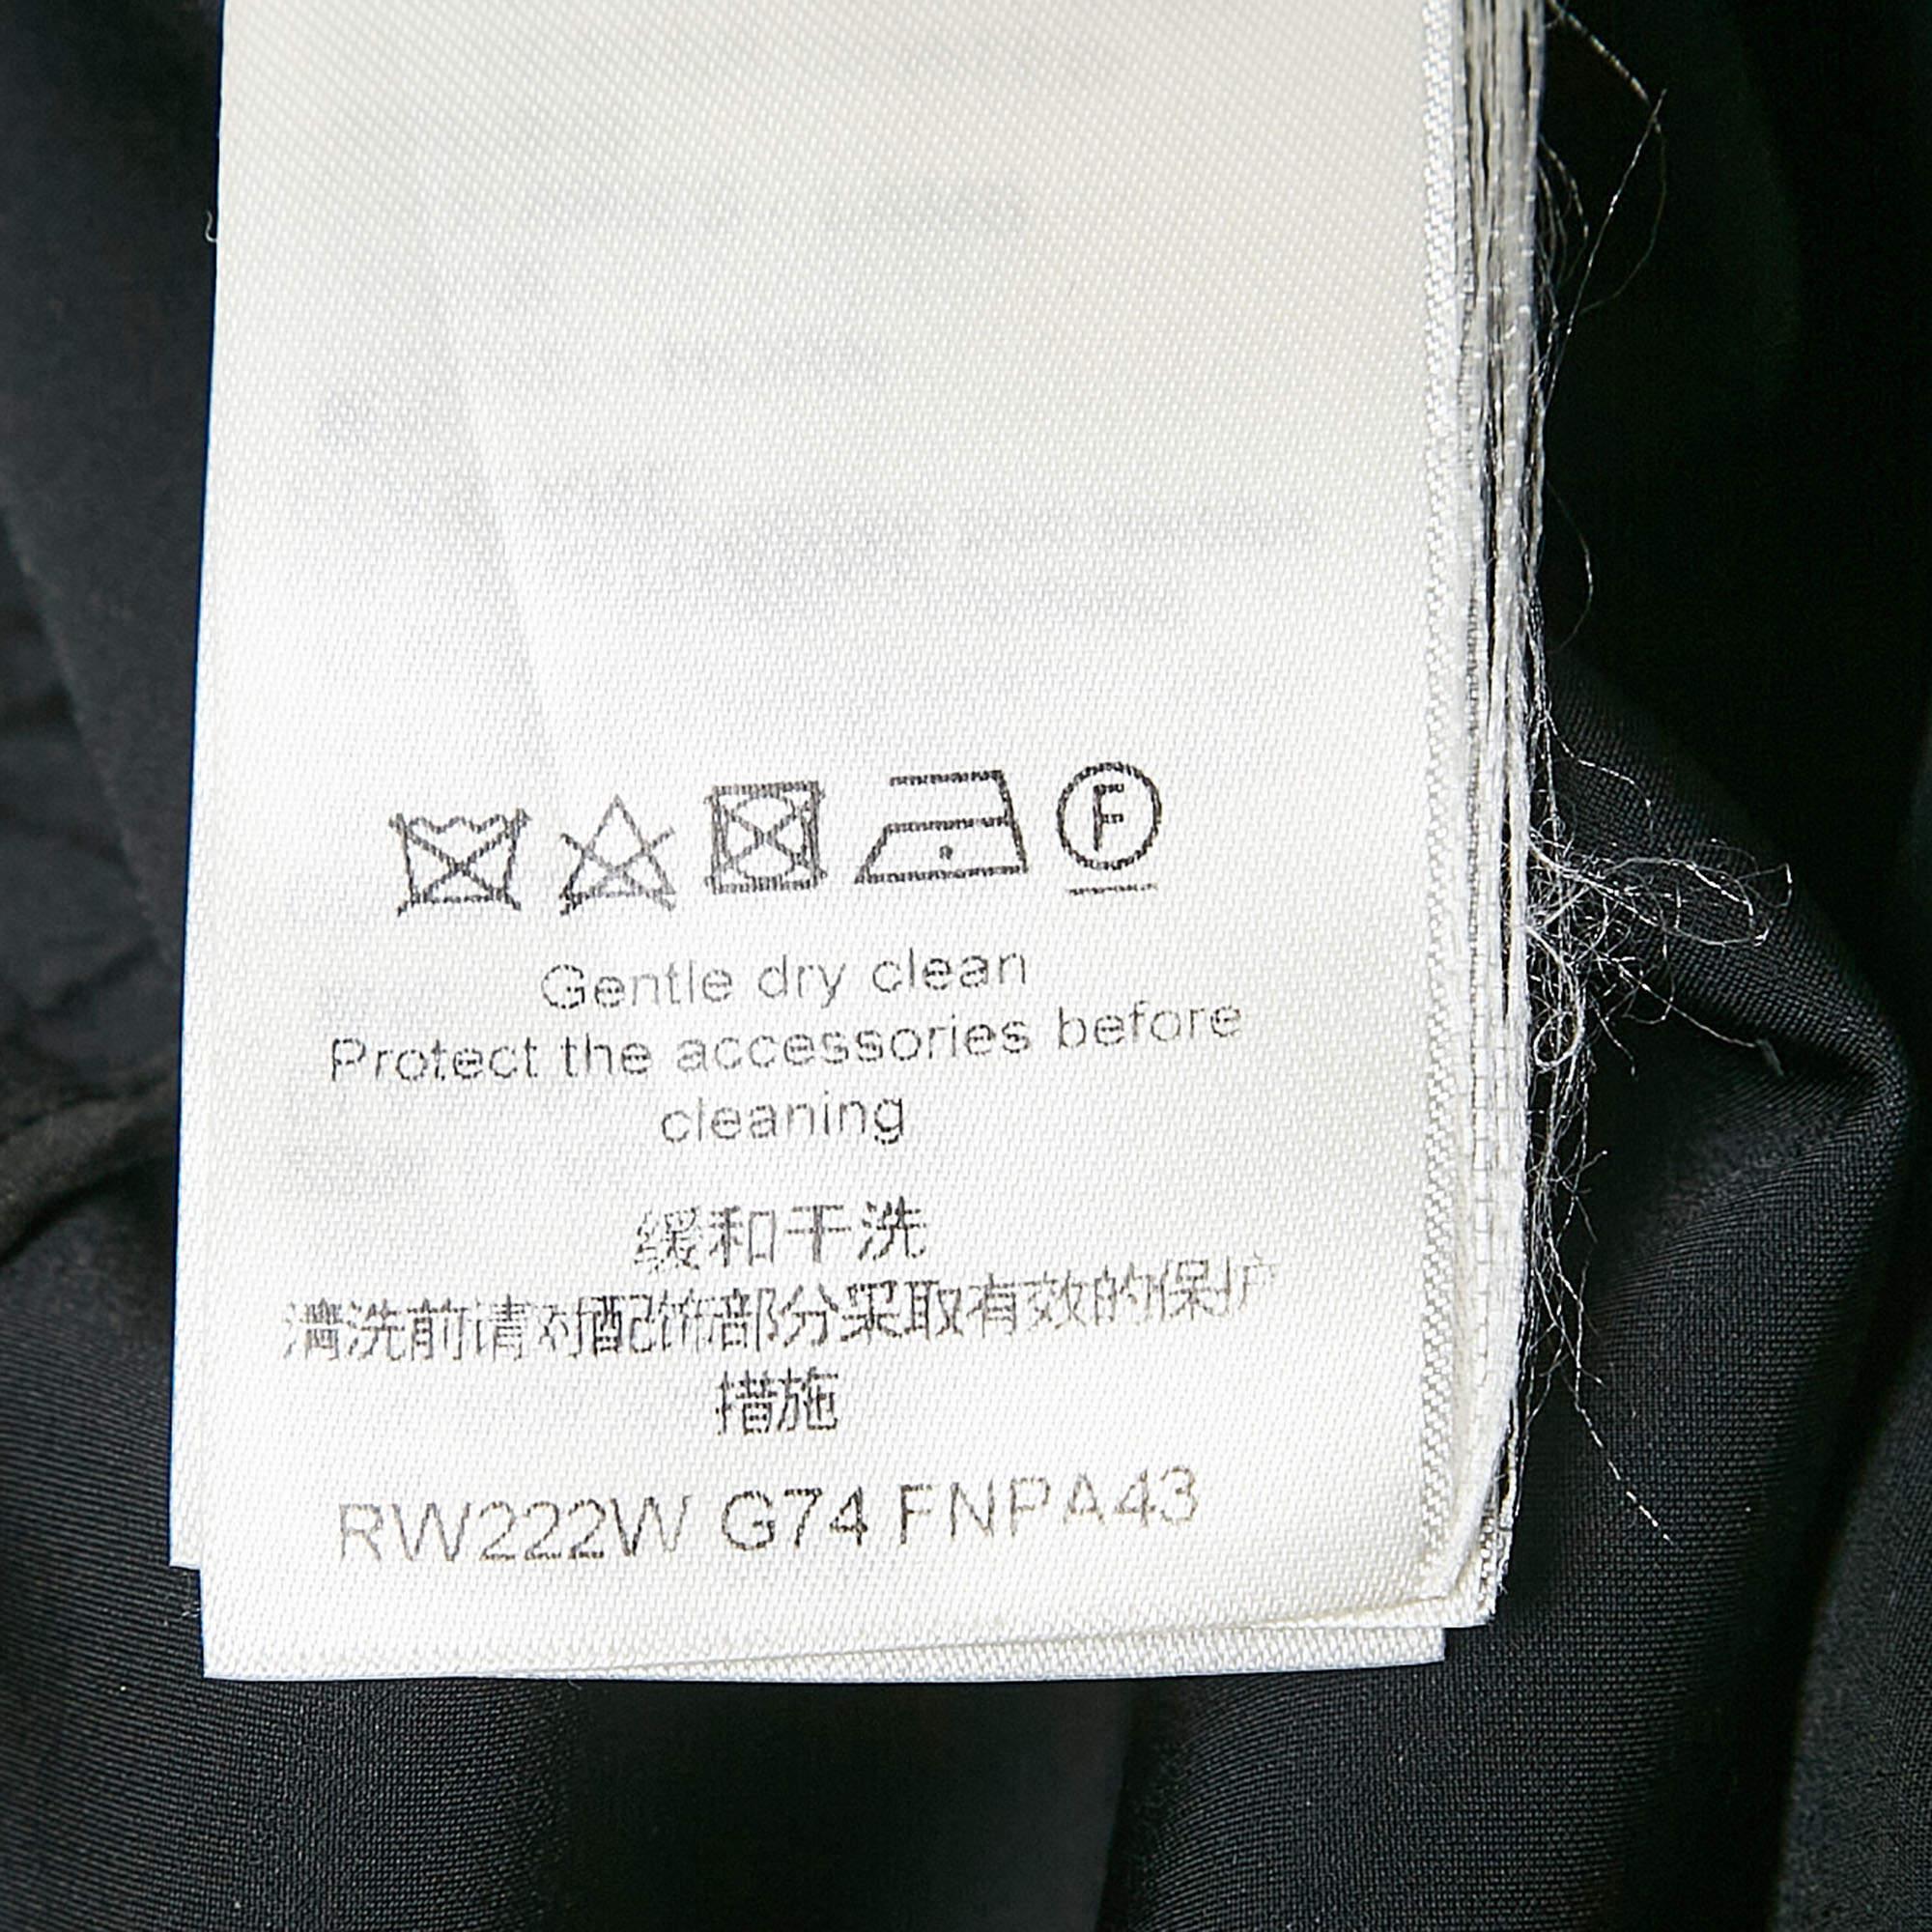 F
Gentle dry clean
Protect the accessories before
cleaning
缓和干洗
清洗前请对配饰部分采取有效的保护
措施
RW222W G74 FNPA43